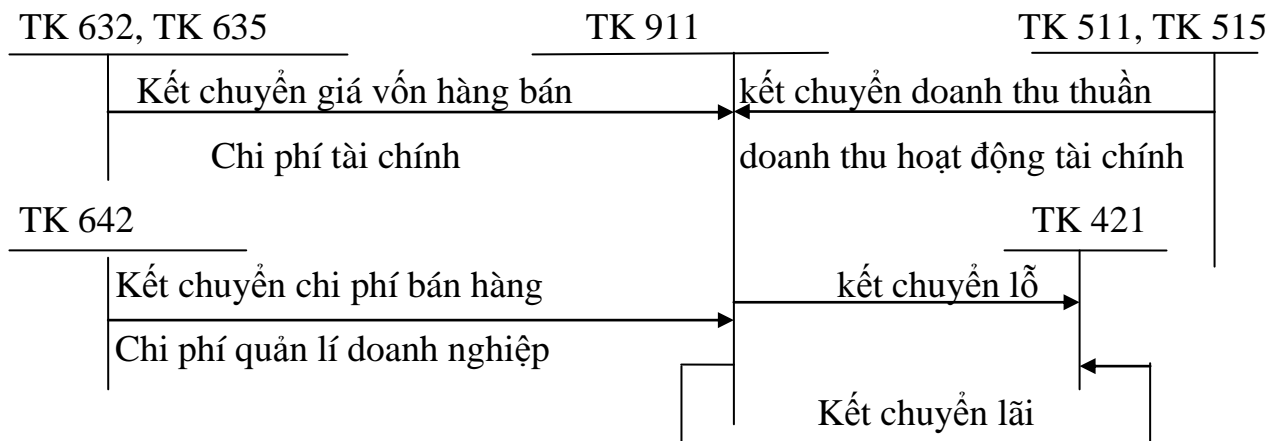 TK 632, TK 635 TK 911 TK 511, TK 515
Kết chuyển giá vốn hàng bán kết chuyển doanh thu thuần
Chi phí tài chính doanh thu hoạt động tài chính
TK 642 TK 421
Kết chuyển chi phí bán hàng kết chuyển lỗ
Chi phí quản lí doanh nghiệp
Kết chuyển lãi